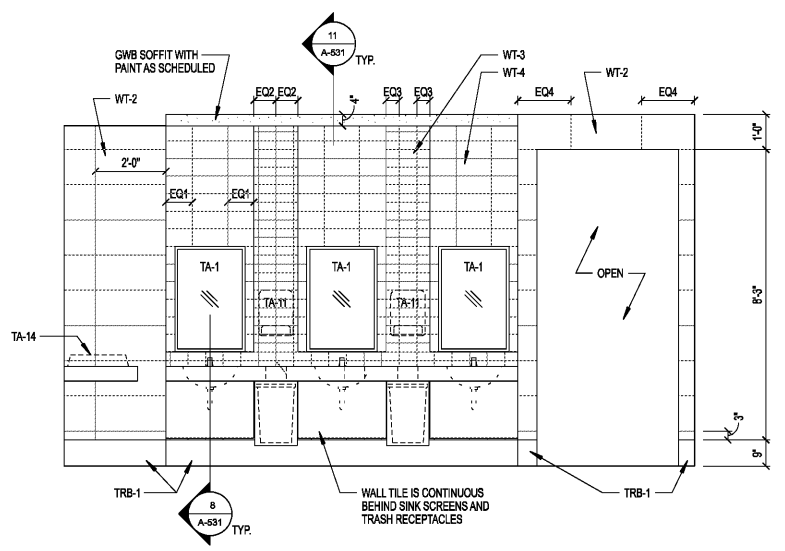 11
A-531
TYP.
GWB SOFFIT WITH
PAINT AS SCHEDULED
WT-3
WT-4
WT-2
WT-2
EQ2 EQ2
4"
EQ3 EQ3
EQ4
EQ4
1'-0"
2'-0"
EQ1
EQ1
TA-1
TA-1
TA-1
OPEN
TA-11
TA-11
8'-3"
TA-14
3"
9"
TRB-1
WALL TILE IS CONTINUOUS
BEHIND SINK SCREENS AND
TRASH RECEPTACLES
TRB-1
8
A-531
TYP.